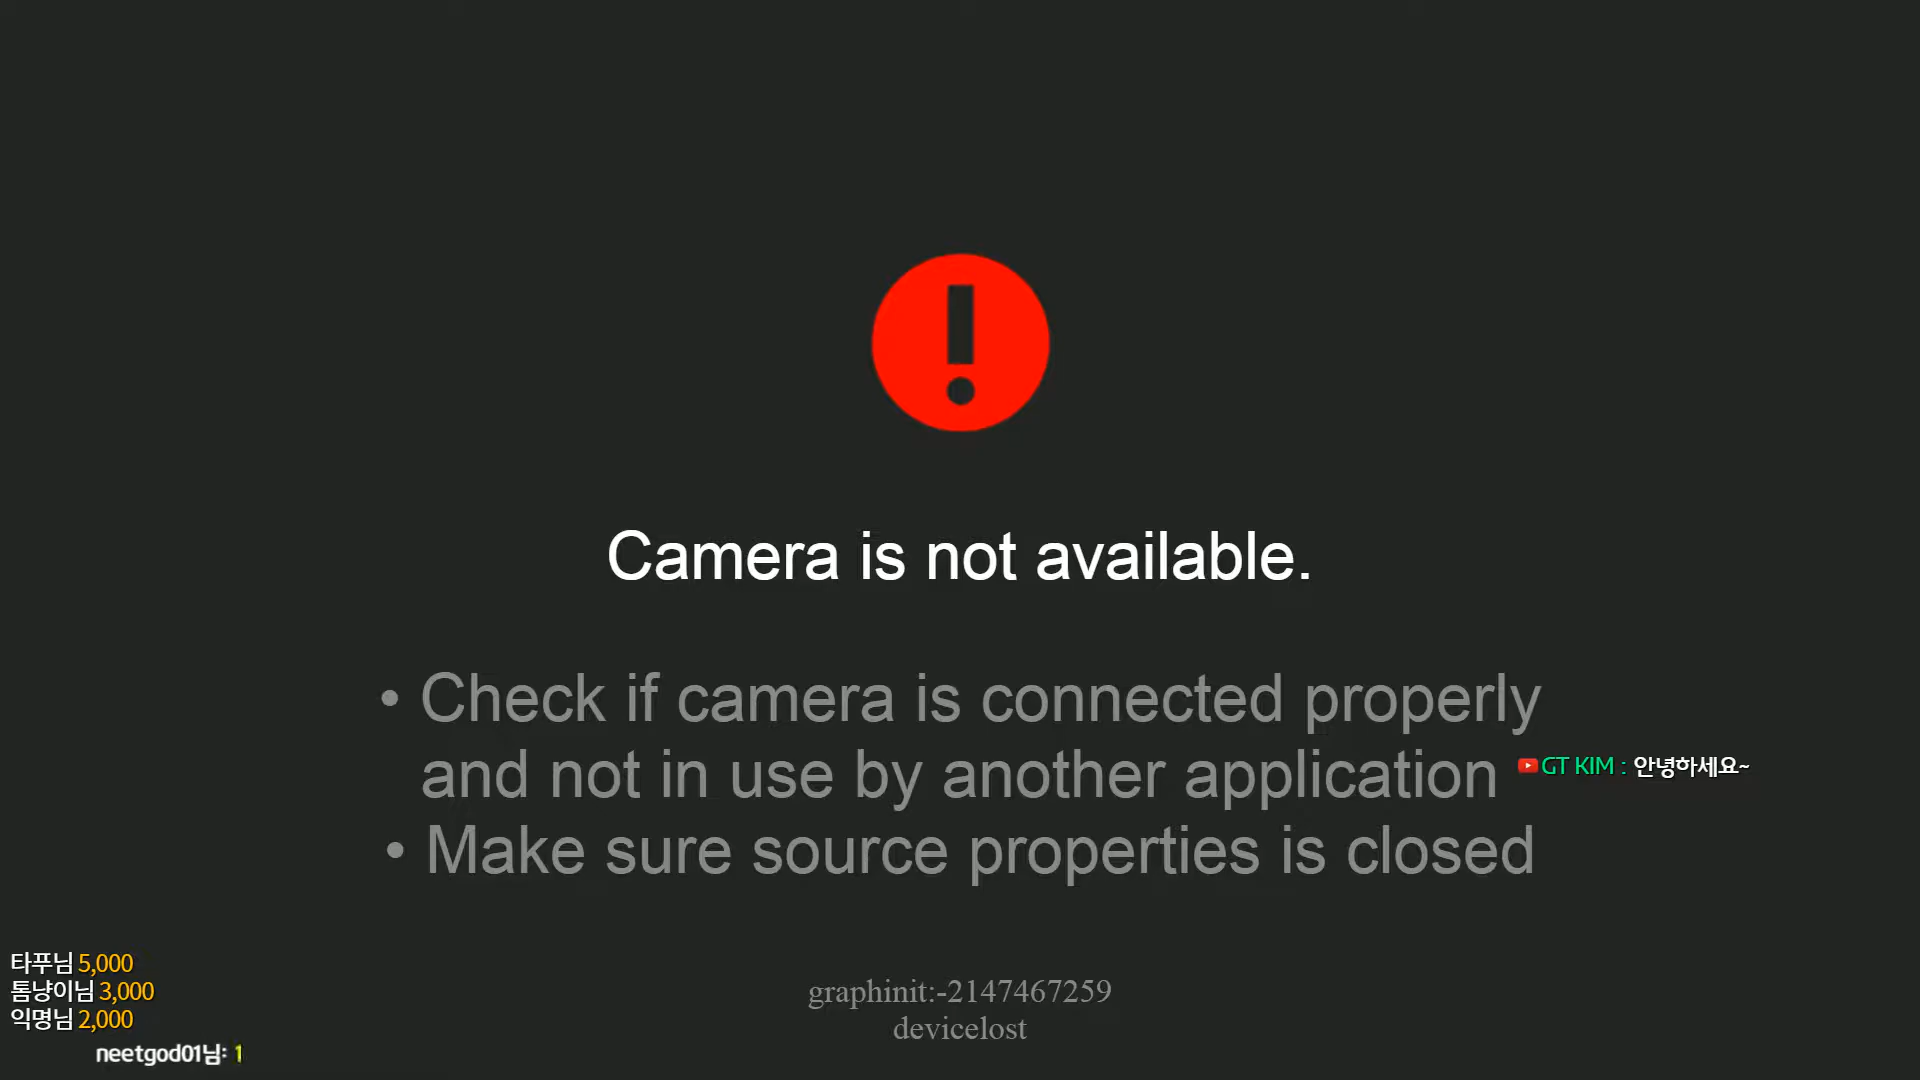 Camera is not available.
• Check if camera is connected properly
and not in use by another application
GT KIM : 안녕하세요~
• Make sure source properties is closed
타푸님 5,000
톰냥이님 3,000
익명님 2,000
neetgod01님: 1
graphinit:-2147467259
devicelost